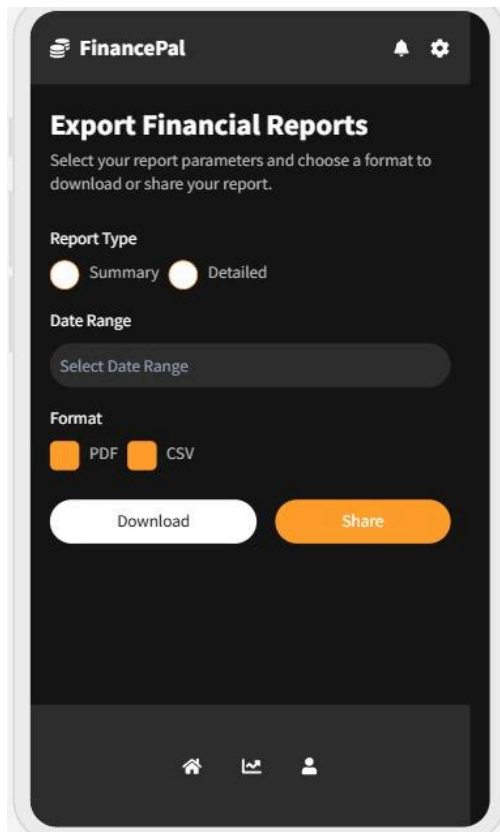 FinancePal
Export Financial Reports
Select your report parameters and choose a format to
download or share your report.
Report Type
Summary Detailed
Date Range
Select Date Range
Format
PDF CSV
Download Share